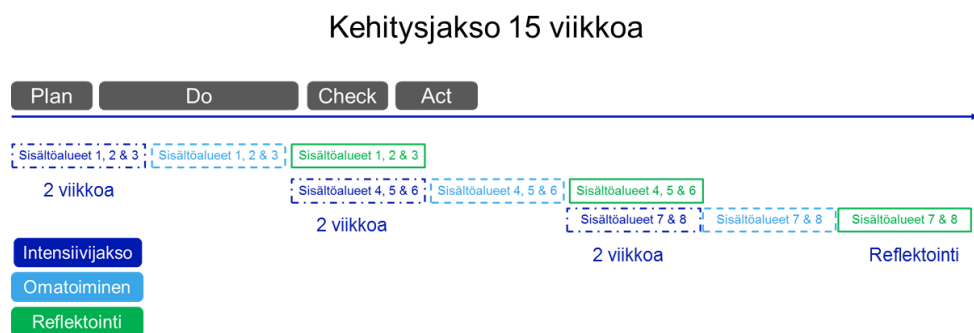 Kehitysjakso 15 viikkoa
Plan Do Check Act
Sisältöalueet 1, 2 & 3 Sisältöalueet 1, 2 & 3 Sisältöalueet 1, 2 & 3
2 viikkoa
Sisältöalueet 4, 5 & 6 Sisältöalueet 4, 5 & 6 Sisältöalueet 4, 5 & 6
2 viikkoa
Sisältöalueet 7 & 8 Sisältöalueet 7 & 8 Sisältöalueet 7 & 8
2 viikkoa Reflektointi
Intensiivijakso
Omatoiminen
Reflektointi